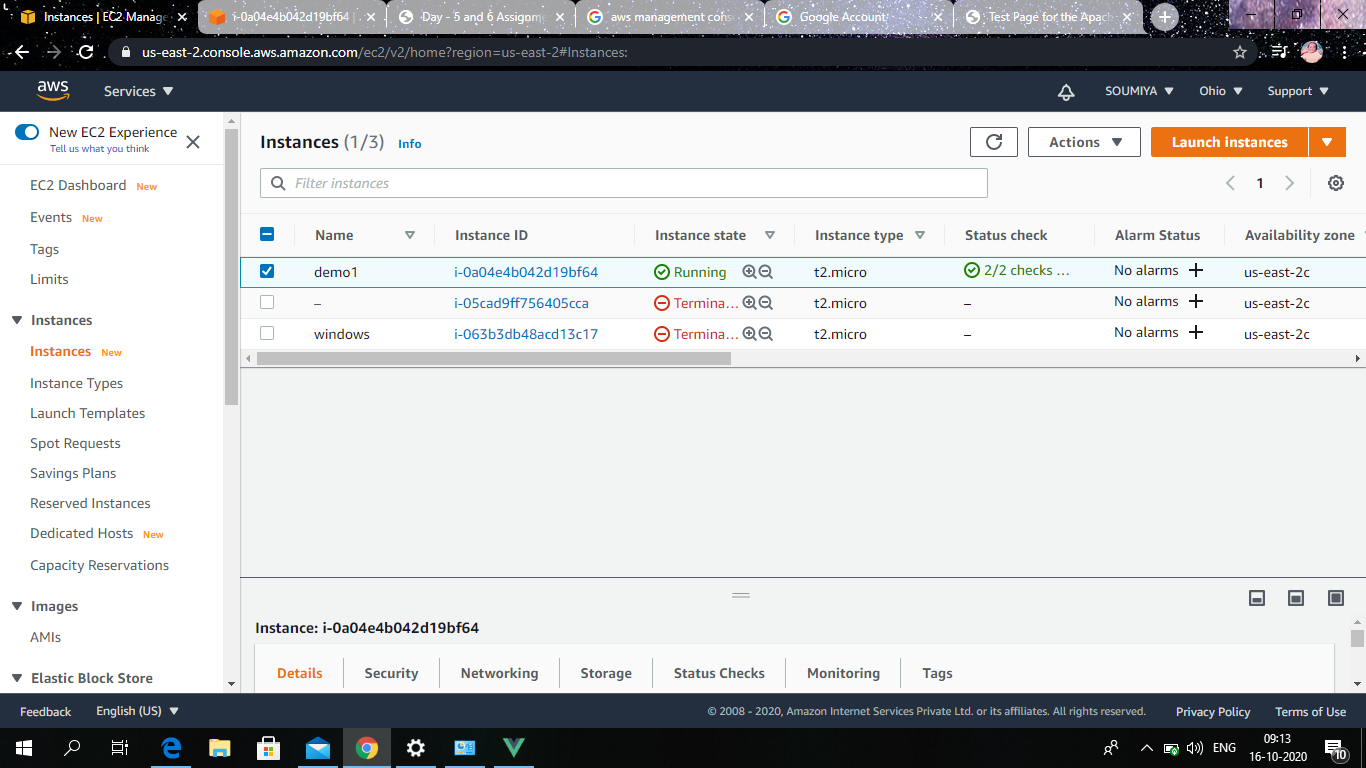 Instances | EC2 Manage
i-0a04e4b042d19bf64 |
Day - 5 and 6 Assignm
aws management cons
Google Account
Test Page for the Apach
us-east-2.console.aws.amazon.com/ec2/v2/home?region=us-east-2#Instances:
aws
Services
SOUMIYA
Ohio
Support
New EC2 Experience
Tell us what you think
EC2 Dashboard New
Events New
Tags
Limits
Instances
Instances New
Instance Types
Launch Templates
Spot Requests
Savings Plans
Reserved Instances
Dedicated Hosts New
Capacity Reservations
Images
AMIs
Elastic Block Store
Instances (1/3) Info
Actions
Launch instances
Filter instances
1
Name Instance ID Instance state Instance type Status check Alarm Status Availability zone
demo1 i-0a04e4b042d19bf64 Running t2.micro 2/2 checks ... No alarms + us-east-2c
– i-05cad9ff756405cca Termina... t2.micro – No alarms + us-east-2c
windows i-063b3db48acd13c17 Termina... t2.micro – No alarms + us-east-2c
Instance: i-0a04e4b042d19bf64
Details Security Networking Storage Status Checks Monitoring Tags
Feedback English (US) © 2008 - 2020, Amazon Internet Services Private Ltd. or its affiliates. All rights reserved. Privacy Policy Terms of Use
ENG
09:13
16-10-2020
10